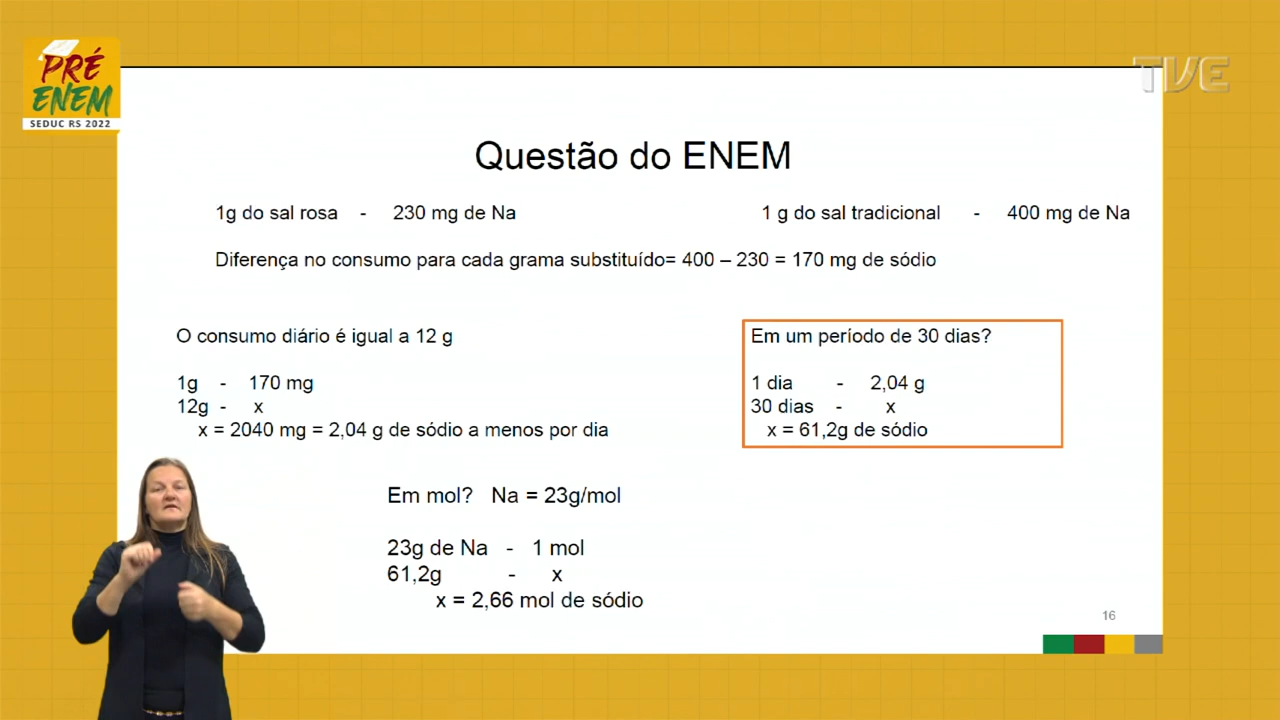 PRÉ
ENEM
SEDUC RS 2022
TVE
Questão do ENEM
1g do sal rosa - 230 mg de Na
1 g do sal tradicional - 400 mg de Na
Diferença no consumo para cada grama substituído= 400 – 230 = 170 mg de sódio
O consumo diário é igual a 12 g
1g - 170 mg
12g - x
x = 2040 mg = 2,04 g de sódio a menos por dia
Em um período de 30 dias?
1 dia - 2,04 g
30 dias - x
x = 61,2g de sódio
Em mol? Na = 23g/mol
23g de Na - 1 mol
61,2g - x
x = 2,66 mol de sódio
16